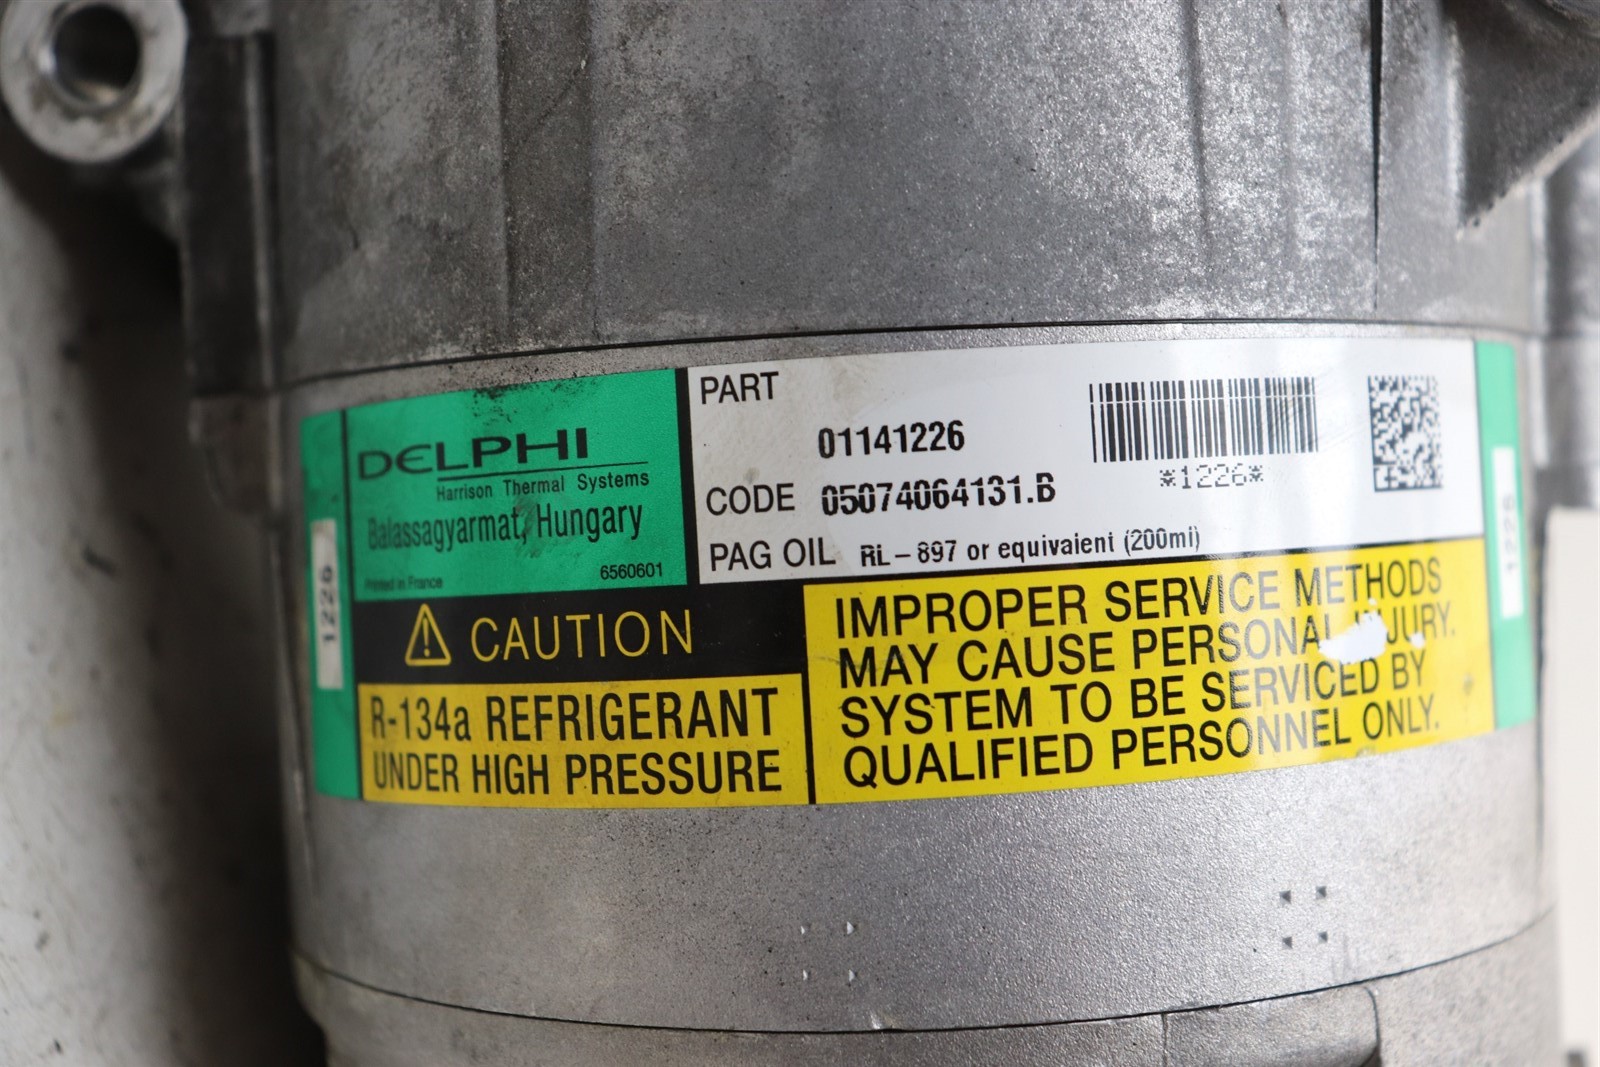 DELPHI
Harrison Thermal Systems
Balassagyarmat, Hungary
6560601
Printed in France
PART
01141226
CODE 05074064131.B
*1226*
PAG OIL RL-897 or equivalent (200ml)
1226
1226
CAUTION
R-134a REFRIGERANT
UNDER HIGH PRESSURE
IMPROPER SERVICE METHODS
MAY CAUSE PERSONAL INJURY.
SYSTEM TO BE SERVICED BY
QUALIFIED PERSONNEL ONLY.